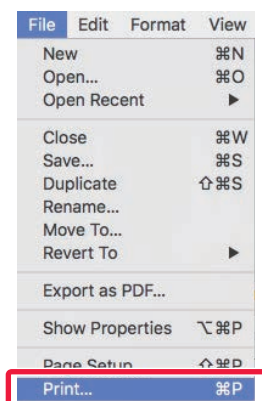 File Edit Format View
New ⌘N
Open... ⌘O
Open Recent ▶
Close ⌘W
Save... ⌘S
Duplicate ⇧⌘S
Rename...
Move To...
Revert To ▶
Export as PDF...
Show Properties ⌥⌘P
Page Setup ⇧⌘P
Print... ⌘P